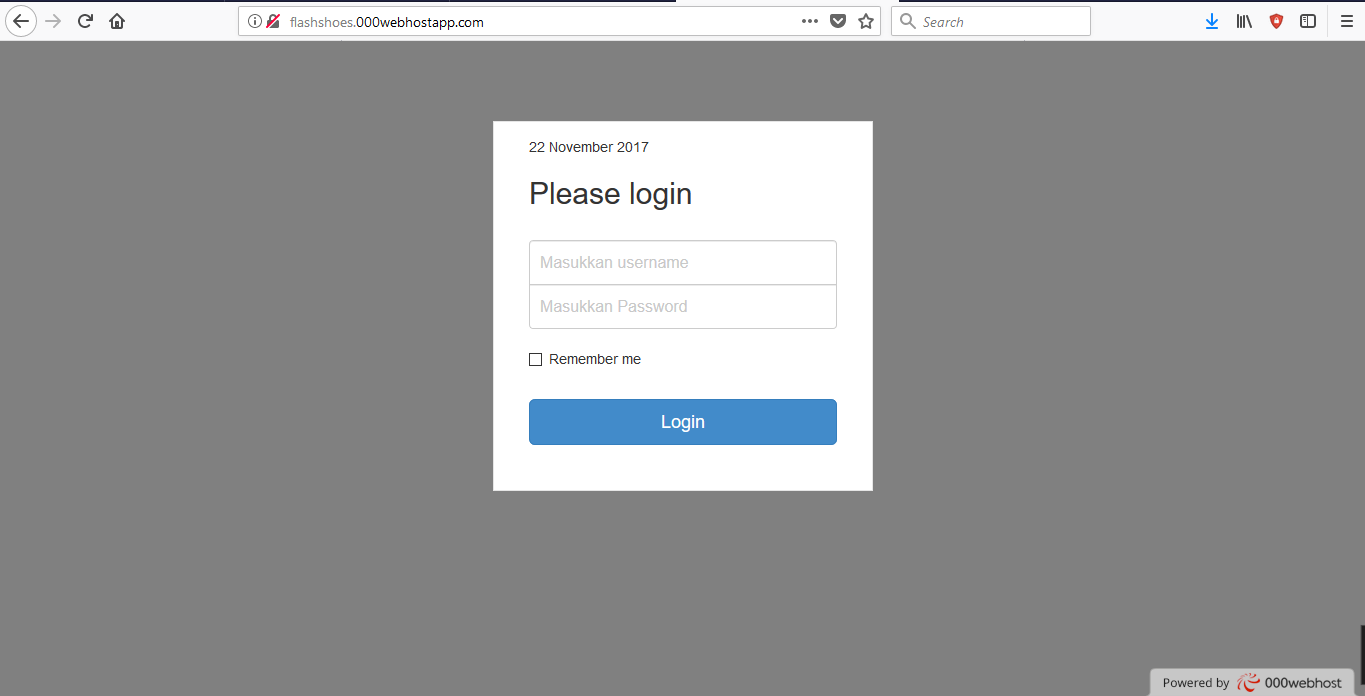 flashshoes.000webhostapp.com
Search
22 November 2017
Please login
Masukkan username
Masukkan Password
Remember me
Login
Powered by 000webhost